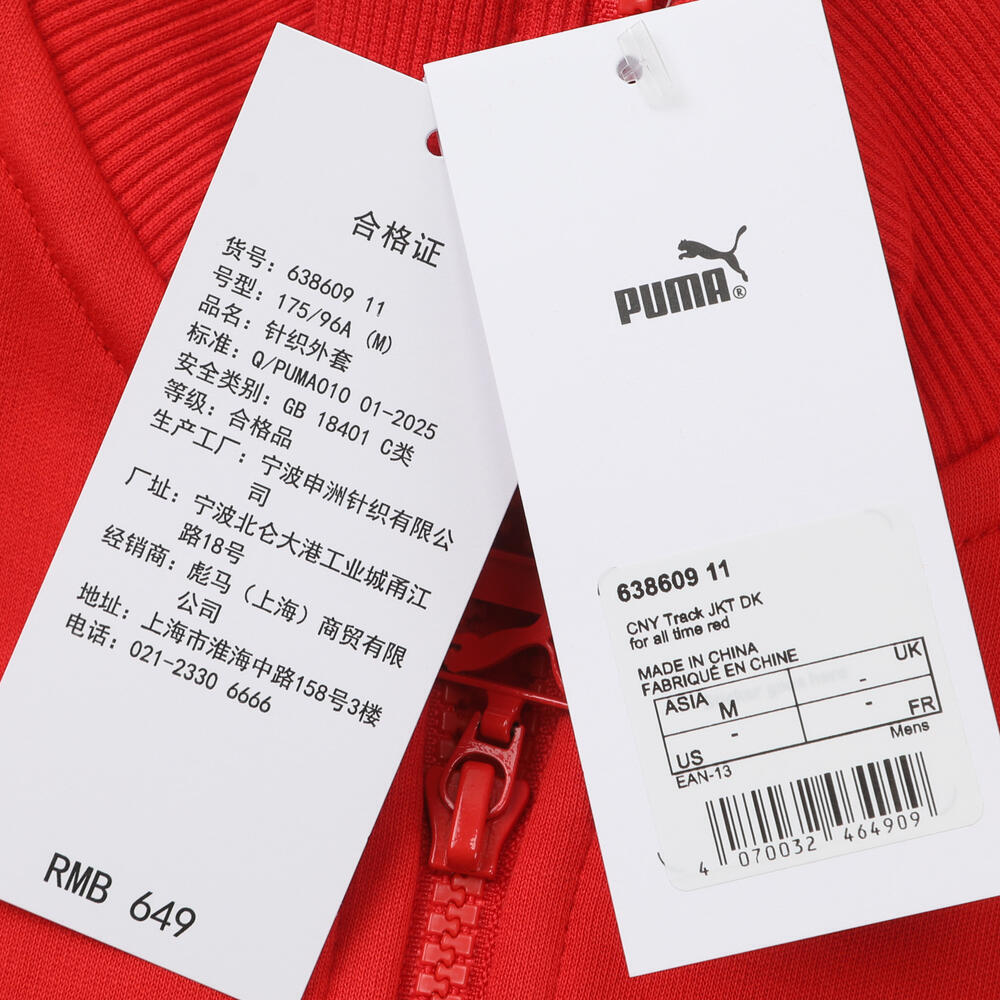 合格证
货号：638609 11
号型：175/96A (M)
品名：针织外套
标准：Q/PUMA010 01-2025
安全类别：GB 18401 C类
等级：合格品
生产工厂：宁波申洲针织有限公
司
厂址：宁波北仑大港工业城甬江
路18号
经销商：彪马（上海）商贸有限
公司
地址：上海市淮海中路158号3楼
电话：021-2330 6666
RMB 649
PUMA®
638609 11
CNY Track JKT DK
for all time red
MADE IN CHINA
FABRIQUÉ EN CHINE
ASIA M - UK
US - - FR
Mens
EAN-13
4 070032 464909